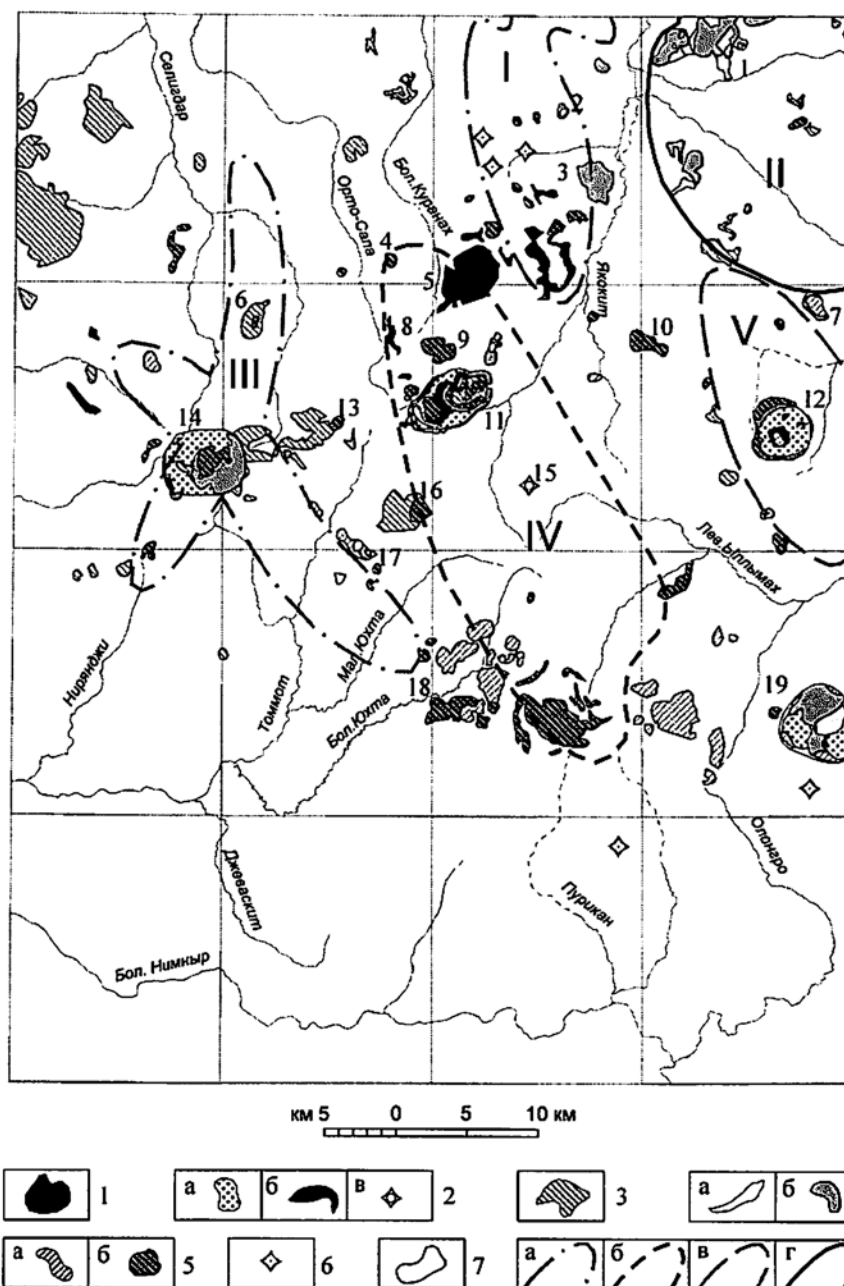 Селигдар
I
1
2
3
II
Орто-Сала
Бол. Куранах
Якокит
4
5
6
7
V
8
9
10
III
11
12
13
14
15
16
IV
17
Лев. Ыллымах
Мал. Юхта
Нирянджи
Томмот
18
Бол. Юхта
19
Олонгро
Джеваскит
Пурикан
Бол. Нимкыр
км 5 0 5 10 км
1 а б в 2 3 а б
а б 5 6 7 а б в г